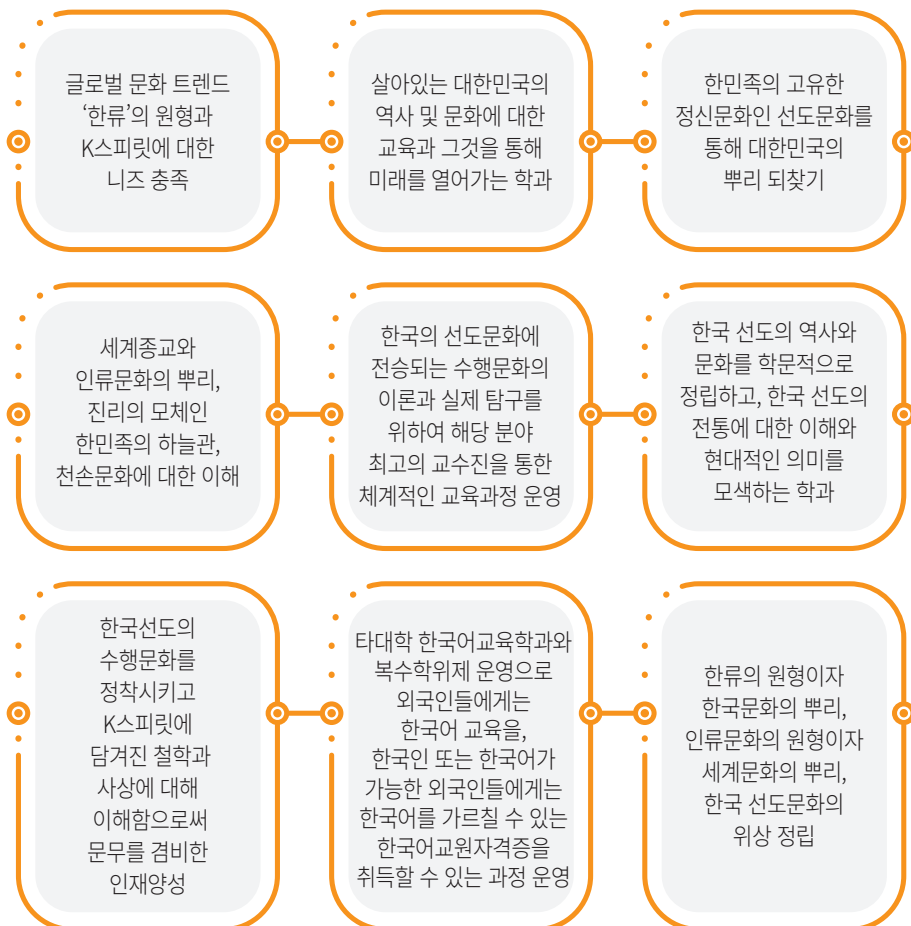 글로벌 문화 트렌드
‘한류’의 원형과
K스피릿에 대한
니즈 충족
살아있는 대한민국의
역사 및 문화에 대한
교육과 그것을 통해
미래를 열어가는 학과
한민족의 고유한
정신문화인 선도문화를
통해 대한민국의
뿌리 되찾기
세계종교와
인류문화의 뿌리,
진리의 모체인
한민족의 하늘관,
천손문화에 대한 이해
한국의 선도문화에
전승되는 수행문화의
이론과 실제 탐구를
위하여 해당 분야
최고의 교수진을 통한
체계적인 교육과정 운영
한국 선도의 역사와
문화를 학문적으로
정립하고, 한국 선도의
전통에 대한 이해와
현대적인 의미를
모색하는 학과
한국선도의
수행문화를
정착시키고
K스피릿에
담겨진 철학과
사상에 대해
이해함으로써
문무를 겸비한
인재양성
타대학 한국어교육학과와
복수학위제 운영으로
외국인들에게는
한국어 교육을,
한국인 또는 한국어가
가능한 외국인들에게는
한국어를 가르칠 수 있는
한국어교원자격증을
취득할 수 있는 과정 운영
한류의 원형이자
한국문화의 뿌리,
인류문화의 원형이자
세계문화의 뿌리,
한국 선도문화의
위상 정립